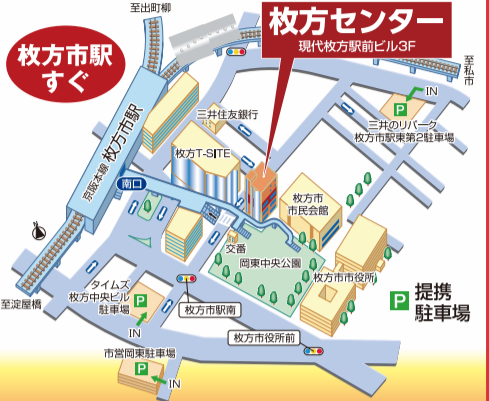 至出町柳
枚方センター
現代枚方駅前ビル3F
枚方市駅
すぐ
至私市
IN
P
三井のリパーク
枚方市駅東第2駐車場
三井住友銀行
枚方T-SITE
京阪本線 枚方市駅
南口
枚方市
市民会館
交番
岡東中央公園
枚方市市役所
P 提携
駐車場
至淀屋橋
タイムズ
枚方中央ビル
駐車場
P
IN
枚方市駅南
枚方市役所前
市営岡東駐車場
P
IN